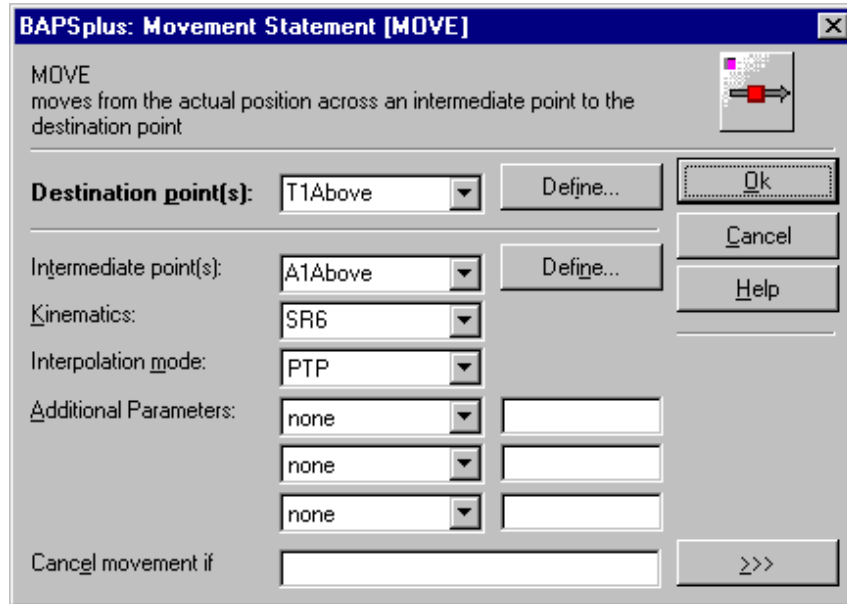 BAPSplus: Movement Statement [MOVE]
MOVE
moves from the actual position across an intermediate point to the
destination point
Destination point(s): T1Above Define... Ok
Cancel
Intermediate point(s): A1Above Define...
Help
Kinematics: SR6
Interpolation mode: PTP
Additional Parameters: none
none
none
Cancel movement if >>>